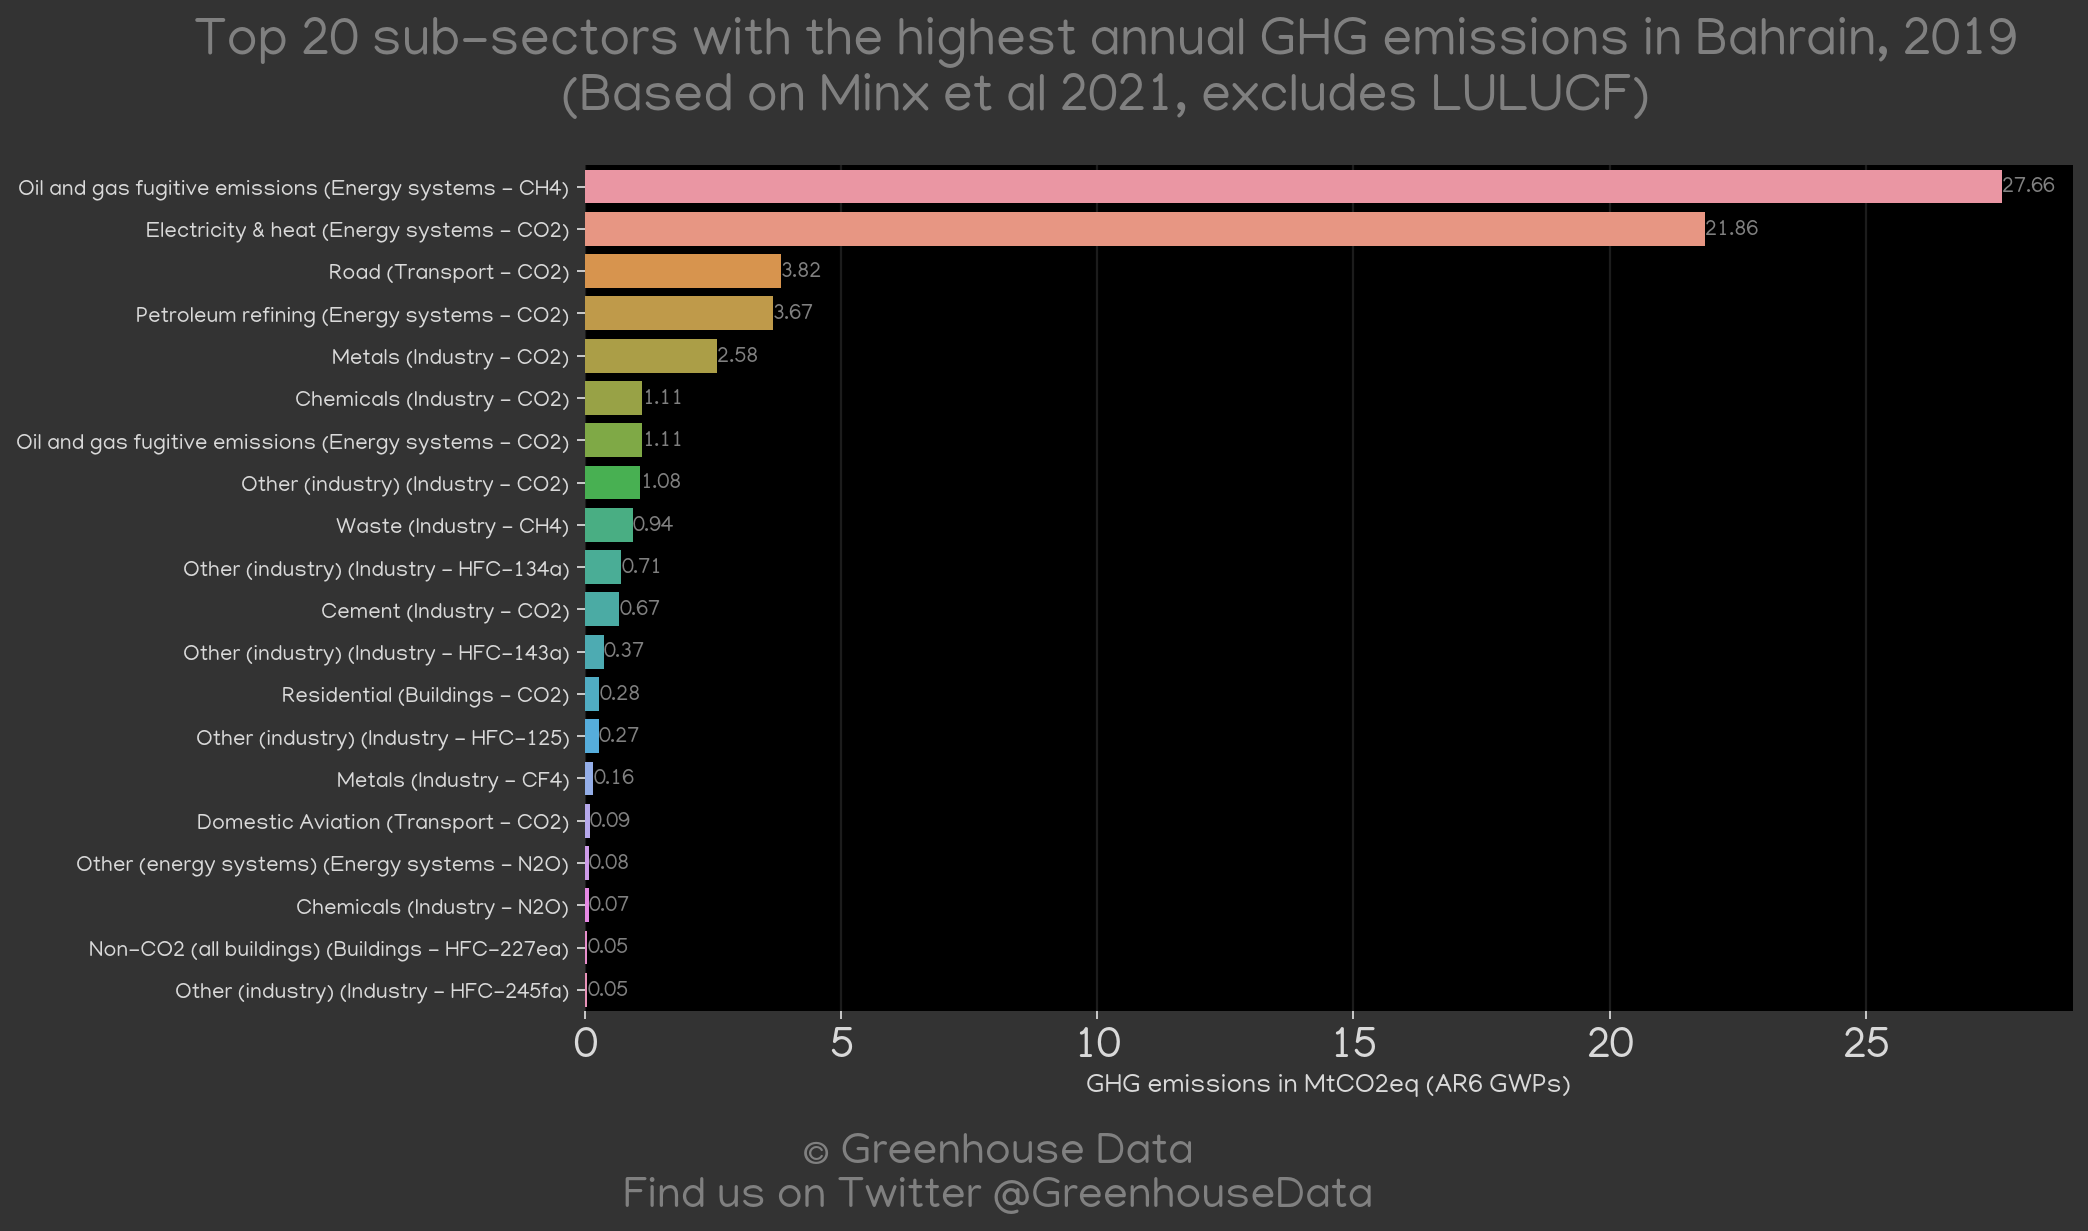 Top 20 sub-sectors with the highest annual GHG emissions in Bahrain, 2019
(Based on Minx et al 2021, excludes LULUCF)
Oil and gas fugitive emissions (Energy systems - CH4) 27.66
Electricity & heat (Energy systems - CO2) 21.86
Road (Transport - CO2) 3.82
Petroleum refining (Energy systems - CO2) 3.67
Metals (Industry - CO2) 2.58
Chemicals (Industry - CO2) 1.11
Oil and gas fugitive emissions (Energy systems - CO2) 1.11
Other (industry) (Industry - CO2) 1.08
Waste (Industry - CH4) 0.94
Other (industry) (Industry - HFC-134a) 0.71
Cement (Industry - CO2) 0.67
Other (industry) (Industry - HFC-143a) 0.37
Residential (Buildings - CO2) 0.28
Other (industry) (Industry - HFC-125) 0.27
Metals (Industry - CF4) 0.16
Domestic Aviation (Transport - CO2) 0.09
Other (energy systems) (Energy systems - N2O) 0.08
Chemicals (Industry - N2O) 0.07
Non-CO2 (all buildings) (Buildings - HFC-227ea) 0.05
Other (industry) (Industry - HFC-245fa) 0.05
0 5 10 15 20 25
GHG emissions in MtCO2eq (AR6 GWPs)
© Greenhouse Data
Find us on Twitter @GreenhouseData